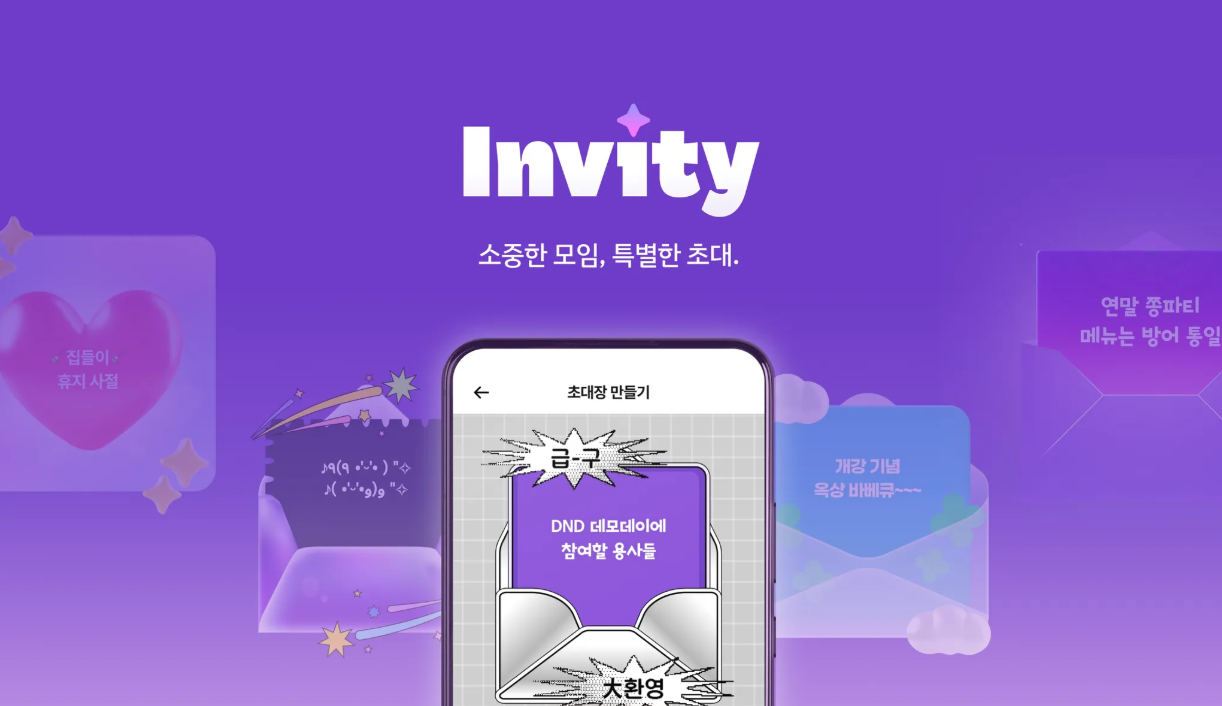 Invity
소중한 모임, 특별한 초대.
집들이
휴지 사절
♪٩(٩ •'ᵕ'• ) "✧
♪( •'ᵕ'•و)و "✧
초대장 만들기
급-구
DND 데모데이에
참여할 용사들
大환영
개강 기념
옥상 바베큐~~~
연말 쫑파티
메뉴는 방어 통일